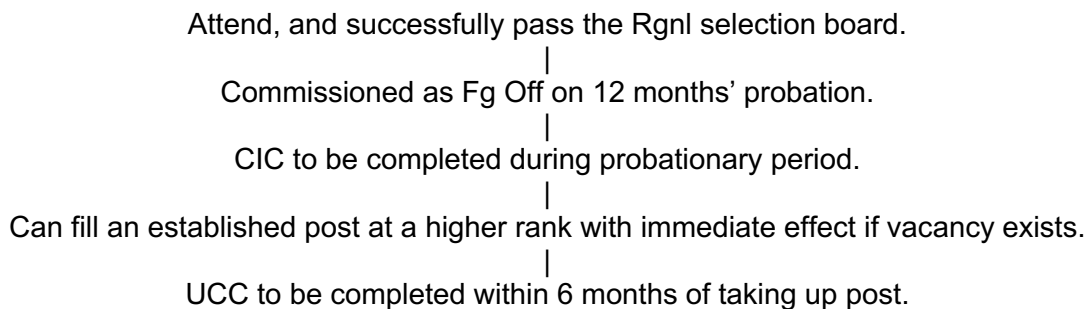 Attend, and successfully pass the Rgnl selection board.
|
Commissioned as Fg Off on 12 months’ probation.
|
CIC to be completed during probationary period.
|
Can fill an established post at a higher rank with immediate effect if vacancy exists.
|
UCC to be completed within 6 months of taking up post.